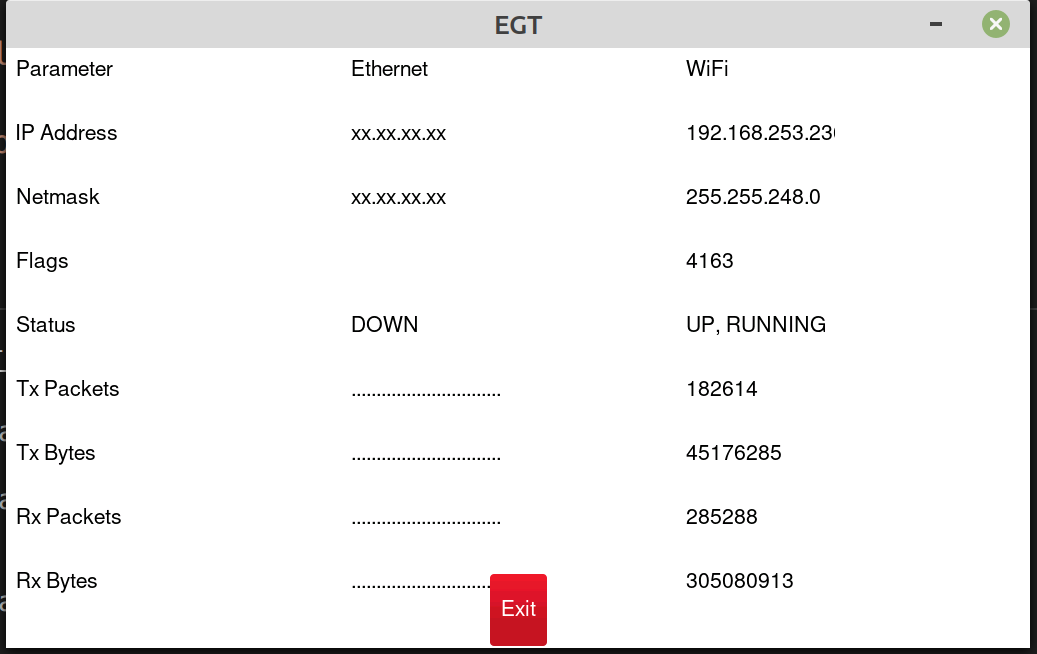 EGT
Parameter Ethernet WiFi
IP Address xx.xx.xx.xx 192.168.253.23
Netmask xx.xx.xx.xx 255.255.248.0
Flags 4163
Status DOWN UP, RUNNING
Tx Packets .............................. 182614
Tx Bytes .............................. 45176285
Rx Packets .............................. 285288
Rx Bytes ............................ 305080913
Exit